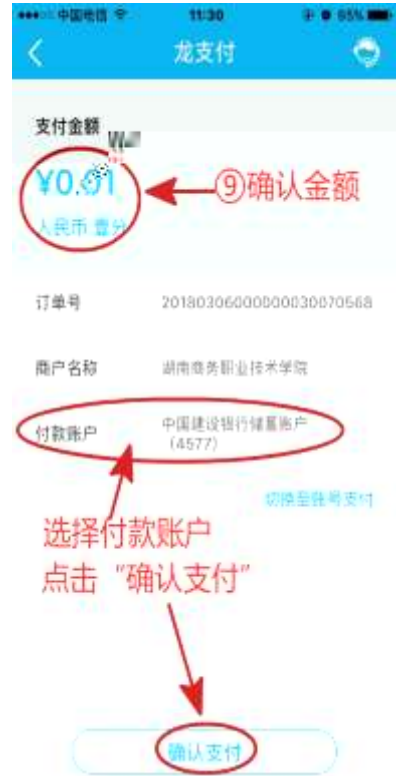 中国电信 11:30 65%
龙支付
支付金额
¥0.01
人民币 壹分
⑨确认金额
订单号 20180306000000030070568
商户名称 湖南商务职业技术学院
付款账户 中国建设银行储蓄账户
(4577)
切换至账号支付
选择付款账户
点击“确认支付”
确认支付